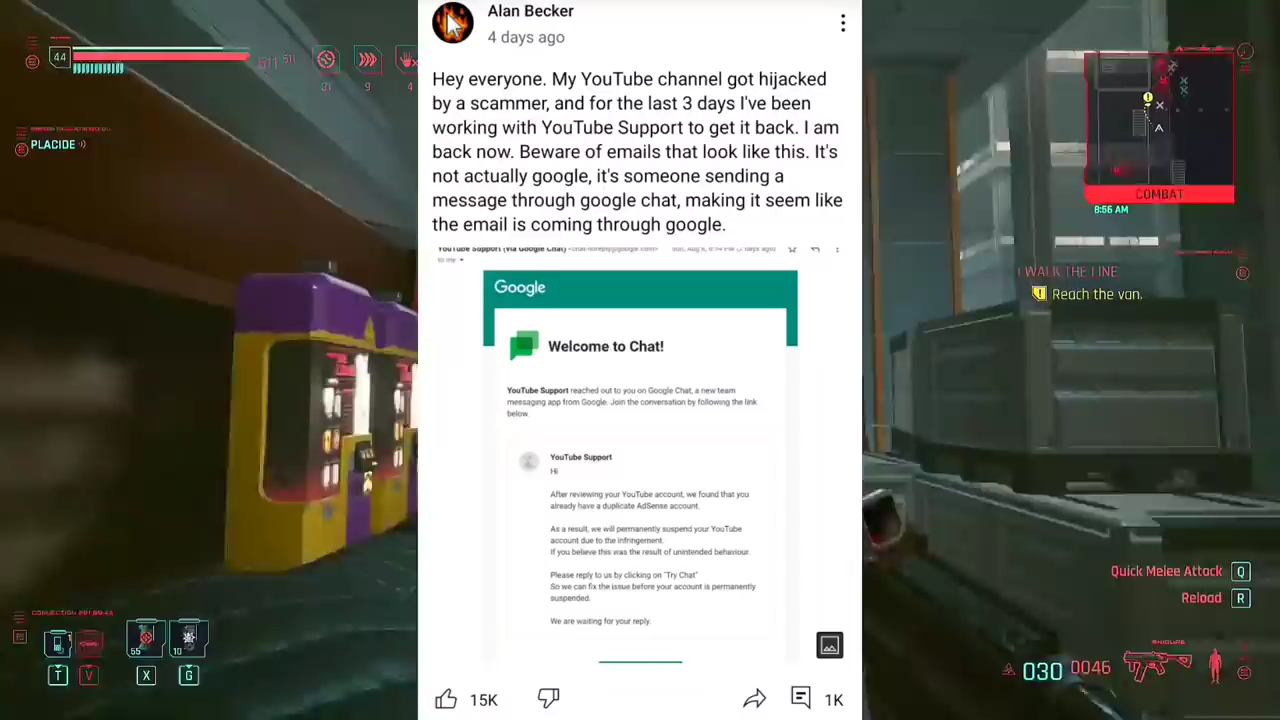 Alan Becker
4 days ago
Hey everyone. My YouTube channel got hijacked
by a scammer, and for the last 3 days I've been
working with YouTube Support to get it back. I am
back now. Beware of emails that look like this. It's
not actually google, it's someone sending a
message through google chat, making it seem like
the email is coming through google.
YouTube Support (via Google Chat)
to me
Google
Welcome to Chat!
YouTube Support reached out to you on Google Chat, a new team
messaging app from Google. Join the conversation by following the link
below.
YouTube Support
Hi
After reviewing your YouTube account, we found that you
already have a duplicate AdSense account.
As a result, we will permanently suspend your YouTube
account due to the infringement.
If you believe this was the result of unintended behaviour.
Please reply to us by clicking on "Try Chat"
So we can fix the issue before your account is permanently
suspended.
We are waiting for your reply.
15K
1K
44
511
PLACIDE
COMBAT
8:56 AM
I WALK THE LINE
Reach the van.
Quick Melee Attack Q
Reload R
030 0046
55
10
T
V
X
G